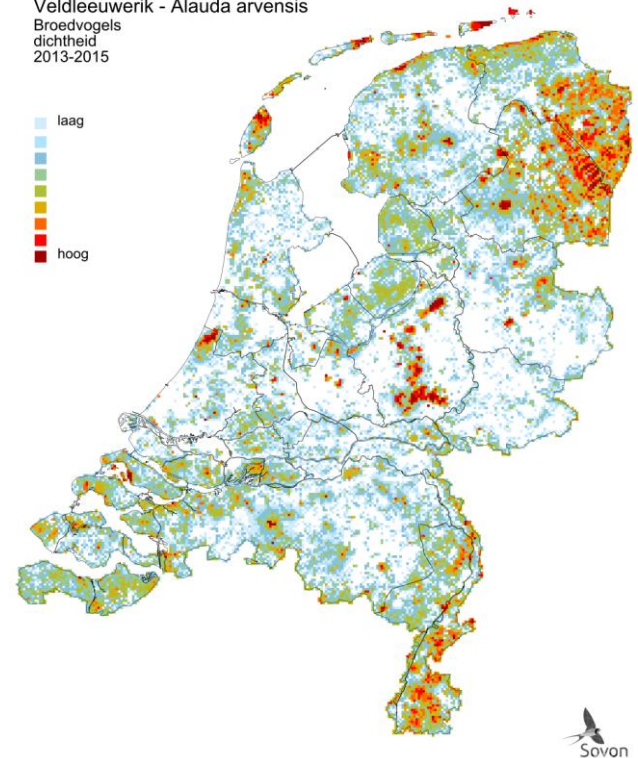 Veldleeuwerik - Alauda arvensis
Broedvogels
dichtheid
2013-2015
laag
hoog
Sovon